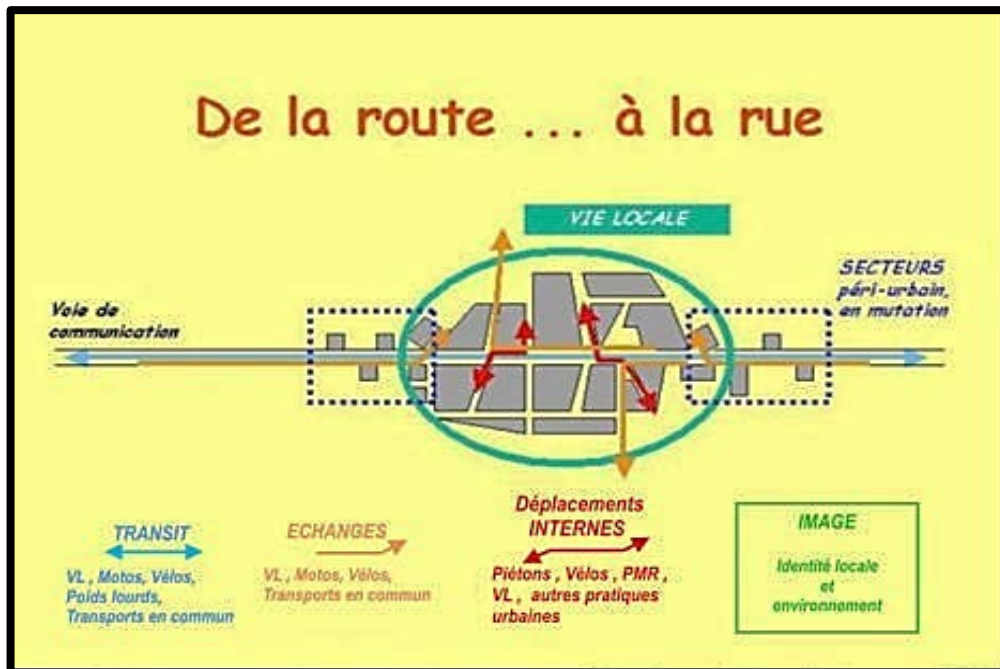 De la route ... à la rue
VIE LOCALE
Voie de
communication
SECTEURS
péri-urbain,
en mutation
TRANSIT
VL , Motos, Vélos,
Poids lourds,
Transports en commun
ECHANGES
VL , Motos, Vélos,
Transports en commun
Déplacements
INTERNES
Piétons , Vélos , PMR ,
VL , autres pratiques
urbaines
IMAGE
Identité locale
et
environnement